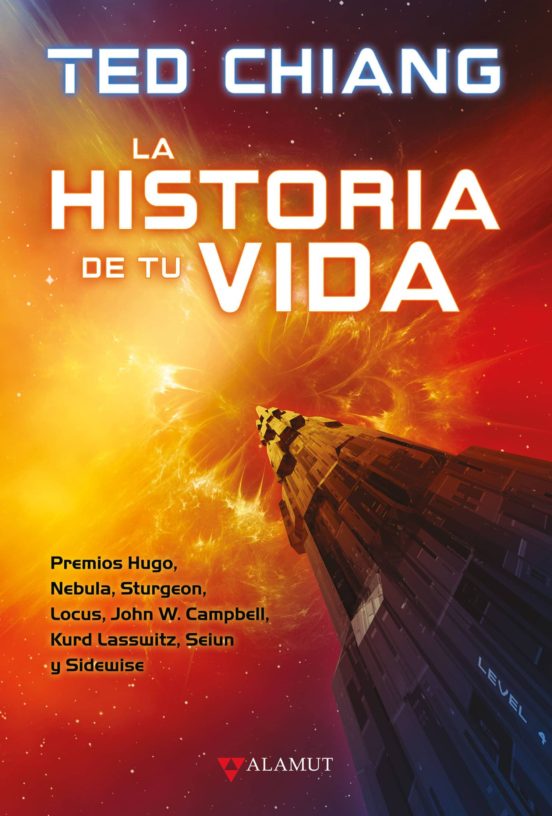 TED CHIANG
LA
HISTORIA
DE TU VIDA
Premios Hugo,
Nebula, Sturgeon,
Locus, John W. Campbell,
Kurd Lasswitz, Seiun
y Sidewise
LEVEL
ALAMUT